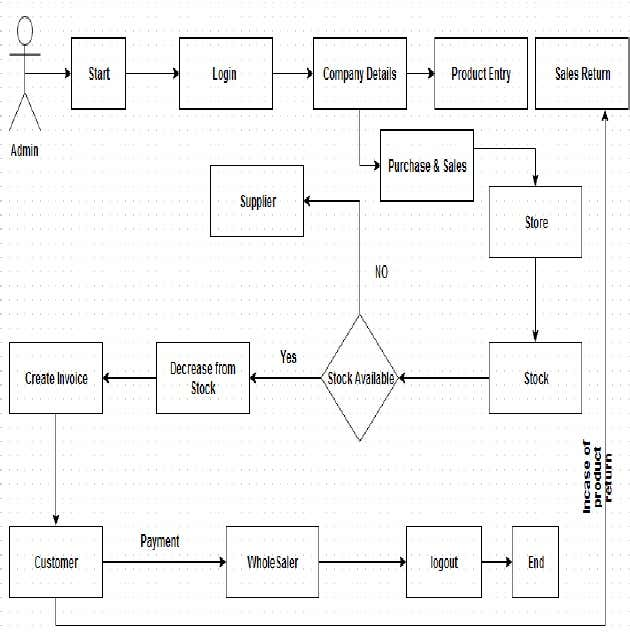 Start
Login
Company Details
Product Entry
Sales Return
Admin
Purchase & Sales
Supplier
Store
NO
Yes
Create Invoice
Decrease from
Stock
Stock Available
Stock
Incase of
product
return
Customer
Payment
WholeSaler
logout
End